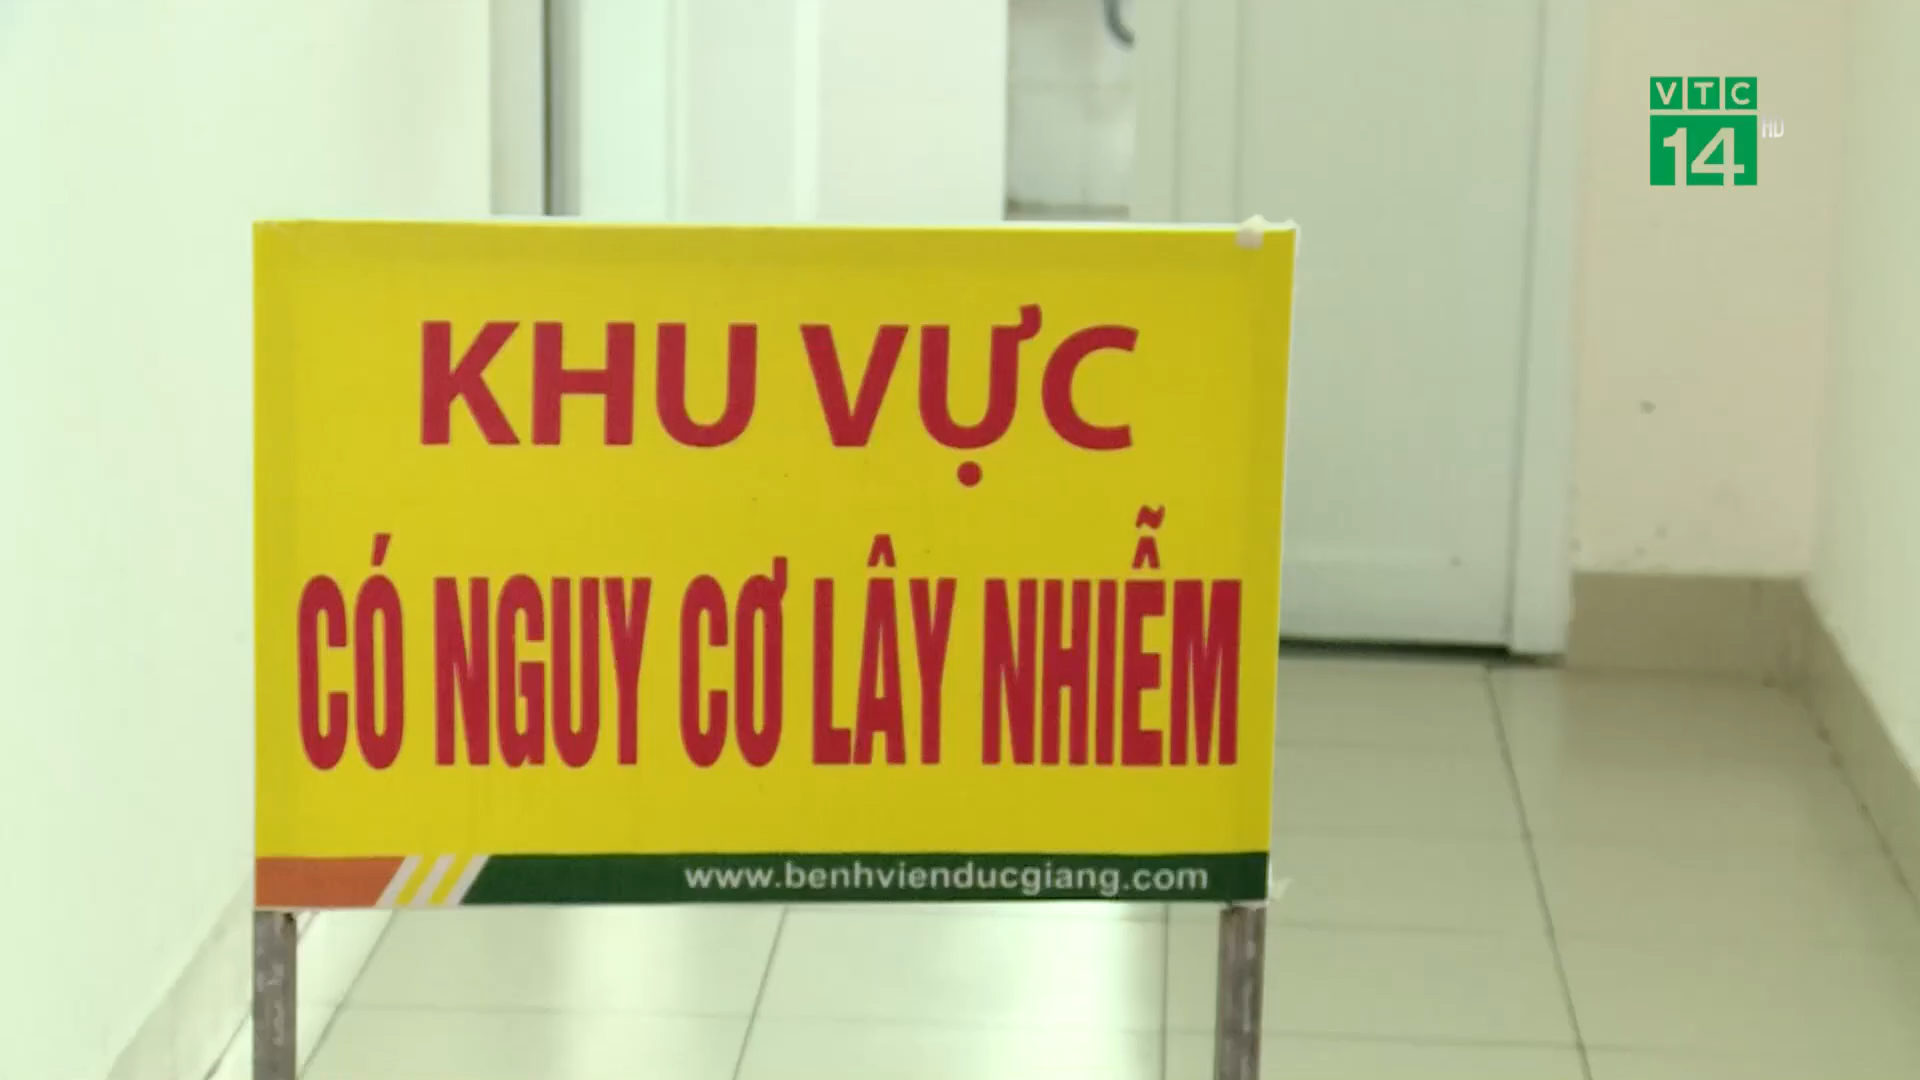 VTC
14 HD
KHU VỰC
CÓ NGUY CƠ LÂY NHIỄM
www.benhvienducgiang.com